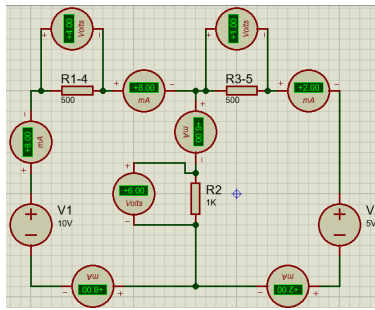 +4.00
Volts
+1.00
Volts
R1-4
500
+8.00
mA
R3-5
500
+2.00
mA
+8.00
mA
+6.00
mA
+6.00
Volts
R2
1K
V1
10V
V
5V
+8.00
mA
+2.00
mA